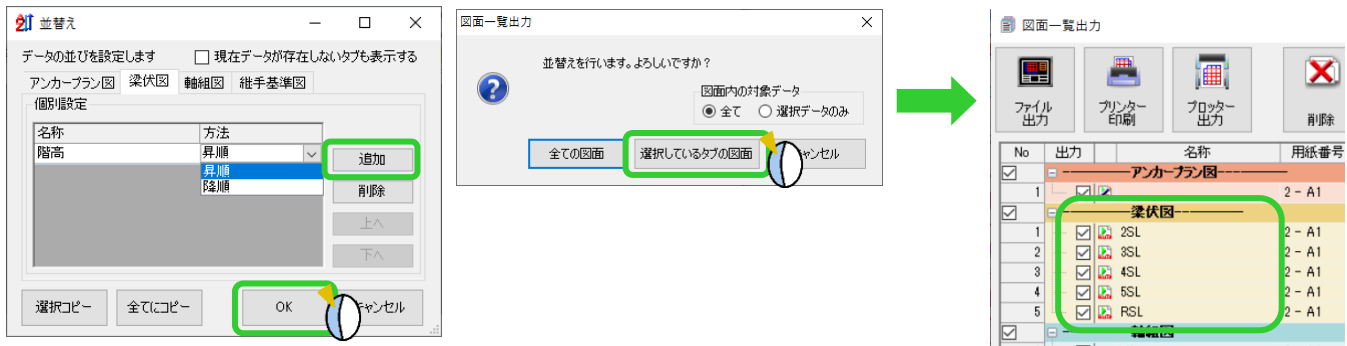 並替え
データの並びを設定します
現在データが存在しないタブも表示する
アンカープラン図 梁伏図 軸組図 継手基準図
個別設定
名称 方法
階高 昇順
昇順
降順
追加
削除
上へ
下へ
選択コピー 全てにコピー OK キャンセル
図面一覧出力
並替えを行います。よろしいですか？
図面内の対象データ
全て 選択データのみ
全ての図面 選択しているタブの図面 キャンセル
図面一覧出力
ファイル
出力
プリンター
印刷
プロッター
出力
削除
No 出力 名称 用紙番号
----アンカープラン図----
1 2 - A1
----梁伏図----
1 2SL 2 - A1
2 3SL 2 - A1
3 4SL 2 - A1
4 5SL 2 - A1
5 RSL 2 - A1
軸組図